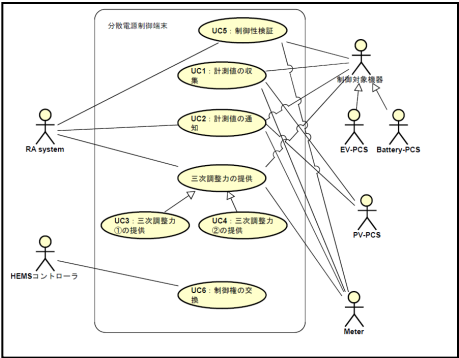 分散電源制御端末
UC5：制御性検証
UC1：計測値の収
集
制御対象機器
UC2：計測値の通
知
RA system
EV-PCS
Battery-PCS
三次調整力の提供
UC3：三次調整力
①の提供
UC4：三次調整力
②の提供
PV-PCS
HEMSコントローラ
UC6：制御権の交
換
Meter